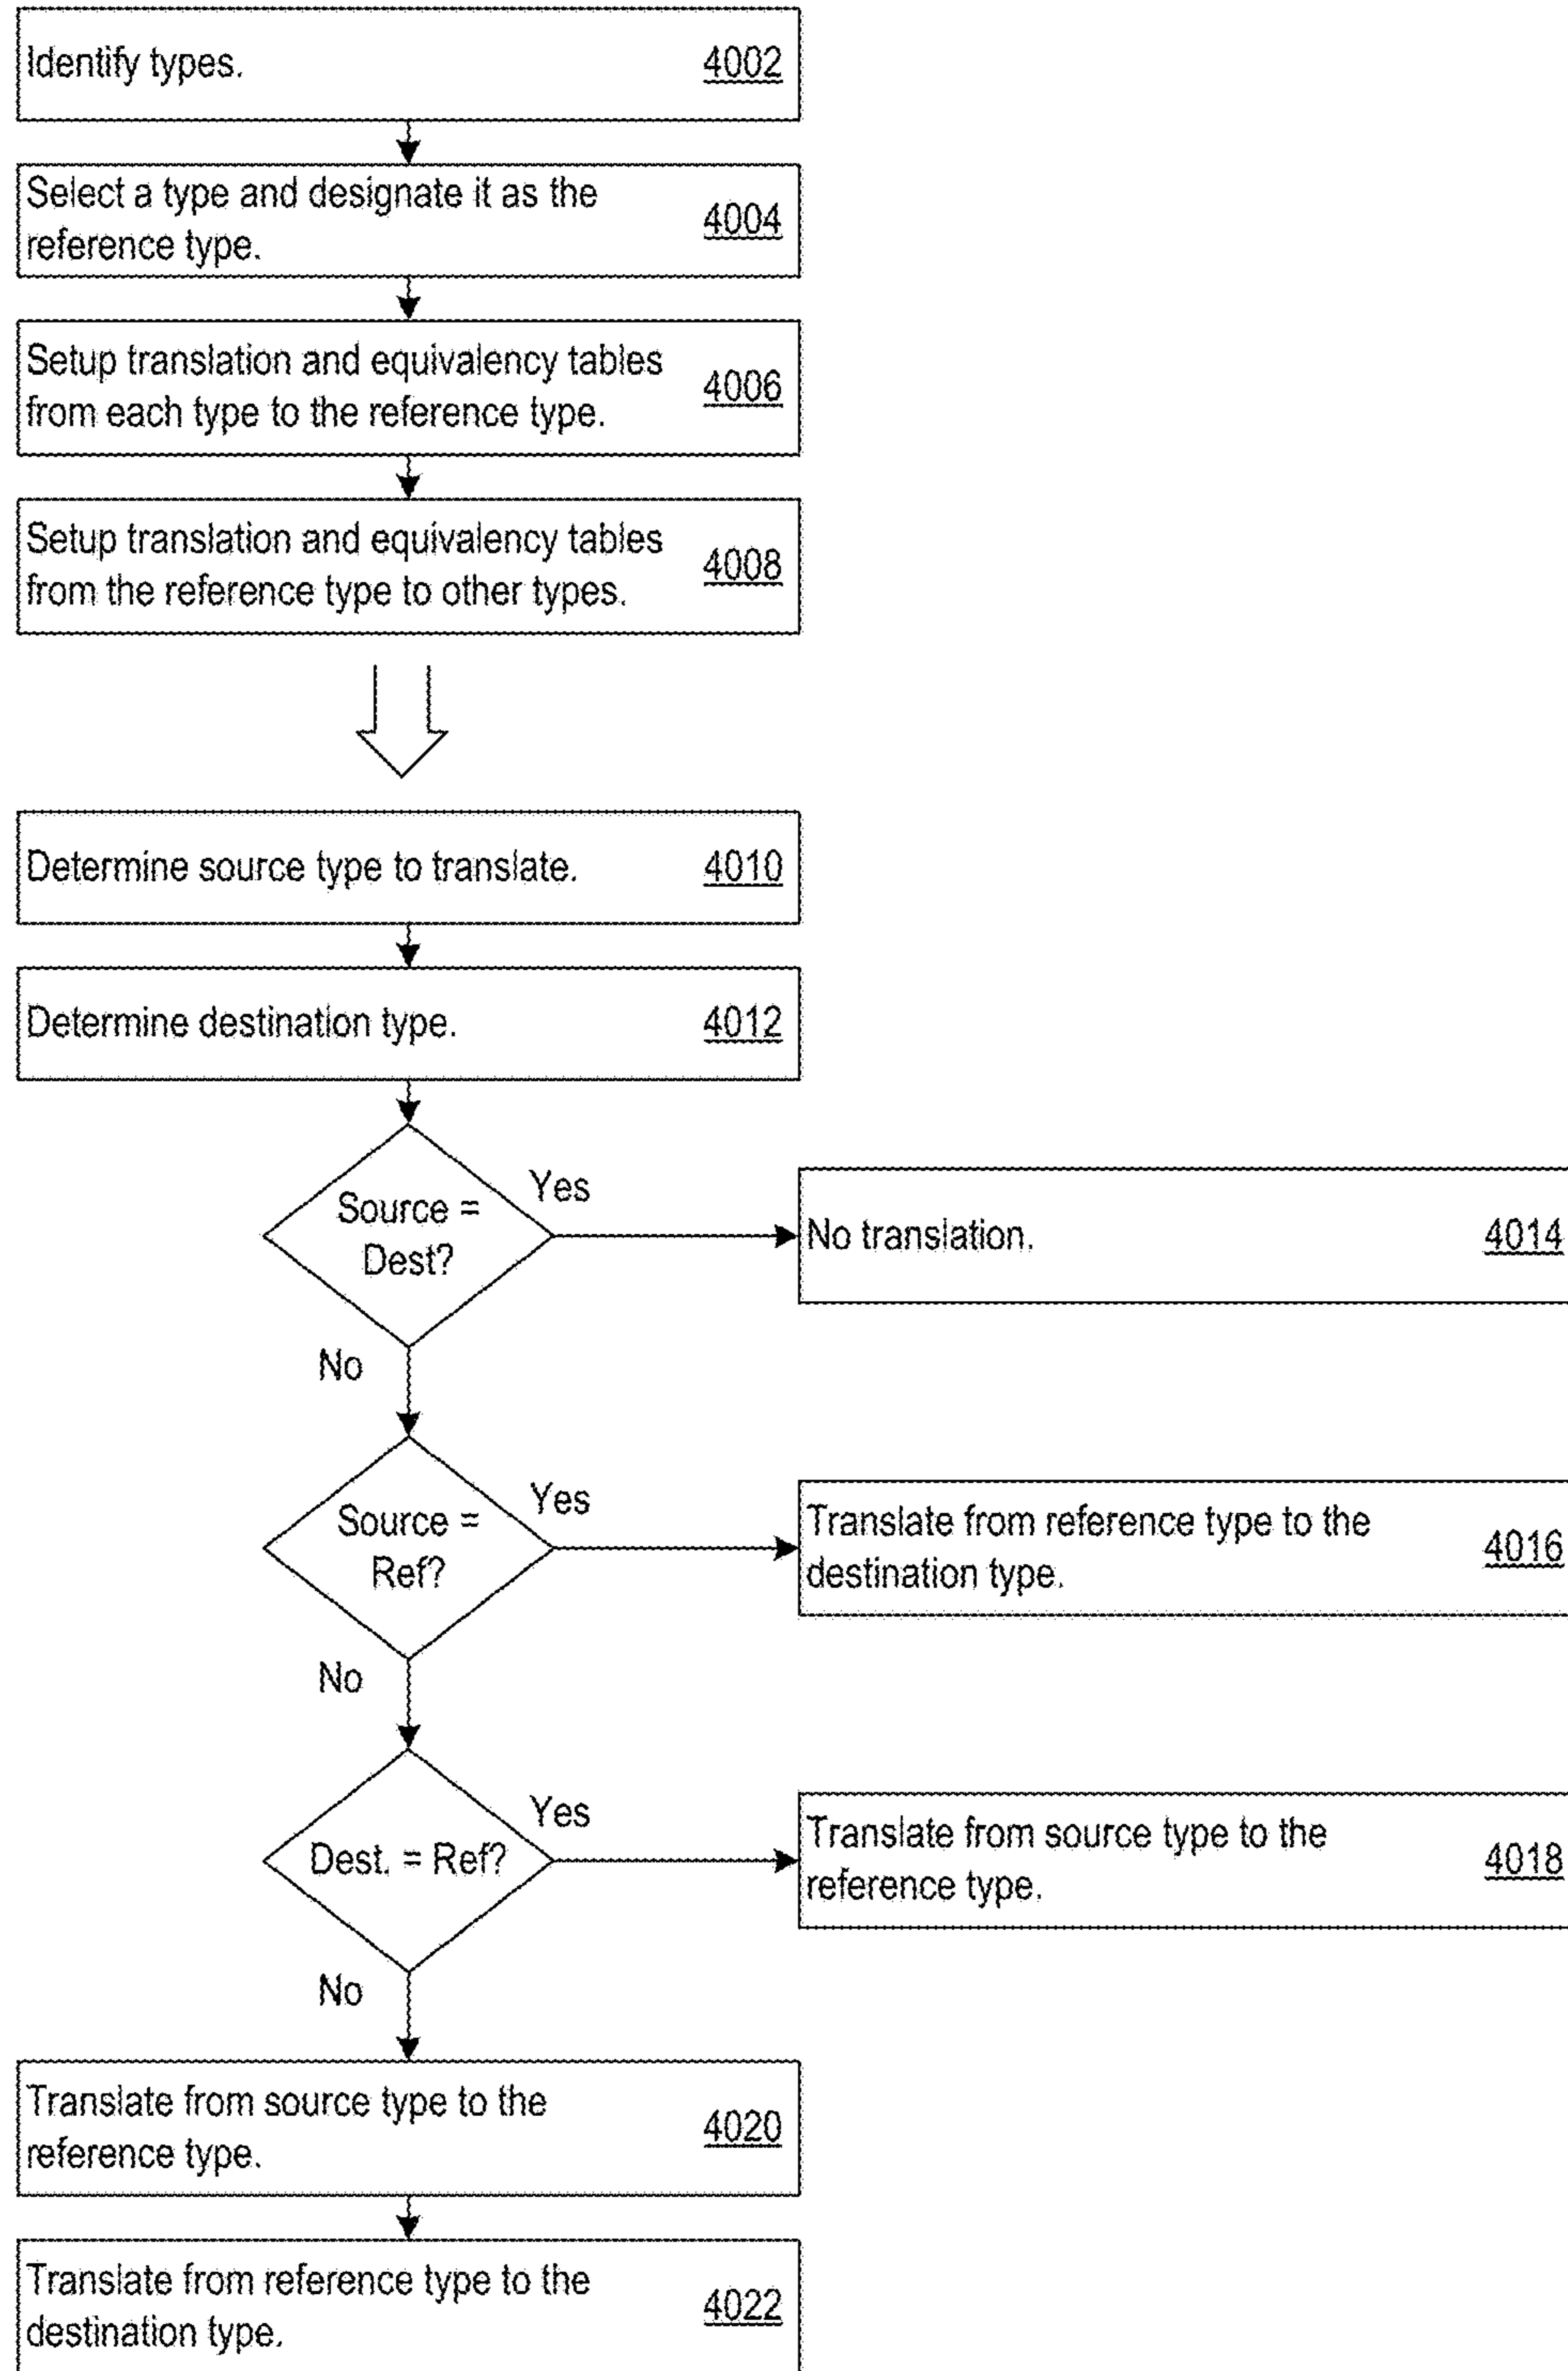 Identify types. 4002
Select a type and designate it as the
reference type. 4004
Setup translation and equivalency tables
from each type to the reference type. 4006
Setup translation and equivalency tables
from the reference type to other types. 4008
Determine source type to translate. 4010
Determine destination type. 4012
Source =
Dest?
Yes
No translation. 4014
No
Source =
Ref?
Yes
Translate from reference type to the
destination type. 4016
No
Dest. = Ref?
Yes
Translate from source type to the
reference type. 4018
No
Translate from source type to the
reference type. 4020
Translate from reference type to the
destination type. 4022